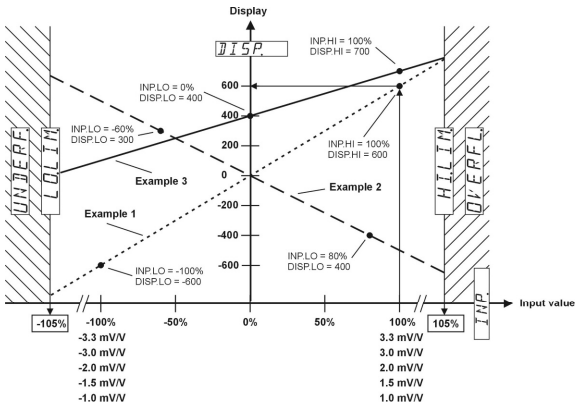 Display
DISP.
INP.HI = 100%
DISP.HI = 700
INP.LO = 0%
DISP.LO = 400
600
400
200
0
-200
-400
-600
INP.LO = -60%
DISP.LO = 300
INP.HI = 100%
DISP.HI = 600
UNDERF.
LO.LIM.
HI.LIM.
OVERFL.
Example 3
Example 2
Example 1
INP.LO = -100%
DISP.LO = -600
INP.LO = 80%
DISP.LO = 400
INP.
Input value
-105%
-100%
-50%
0%
50%
100%
105%
-3.3 mV/V
3.3 mV/V
-3.0 mV/V
3.0 mV/V
-2.0 mV/V
2.0 mV/V
-1.5 mV/V
1.5 mV/V
-1.0 mV/V
1.0 mV/V